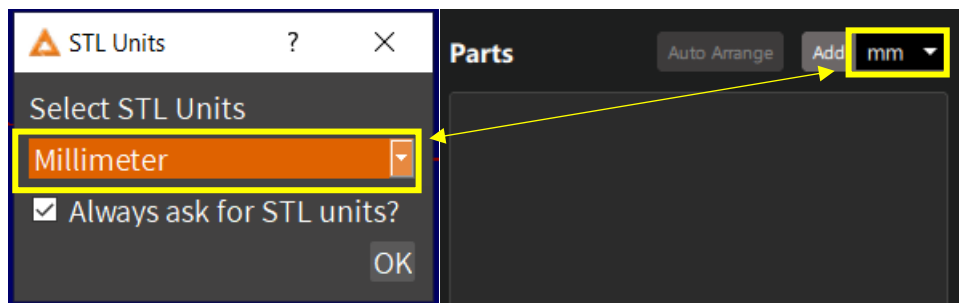 STL Units ? ×
Select STL Units
Millimeter
Always ask for STL units?
OK
Parts Auto Arrange Add mm